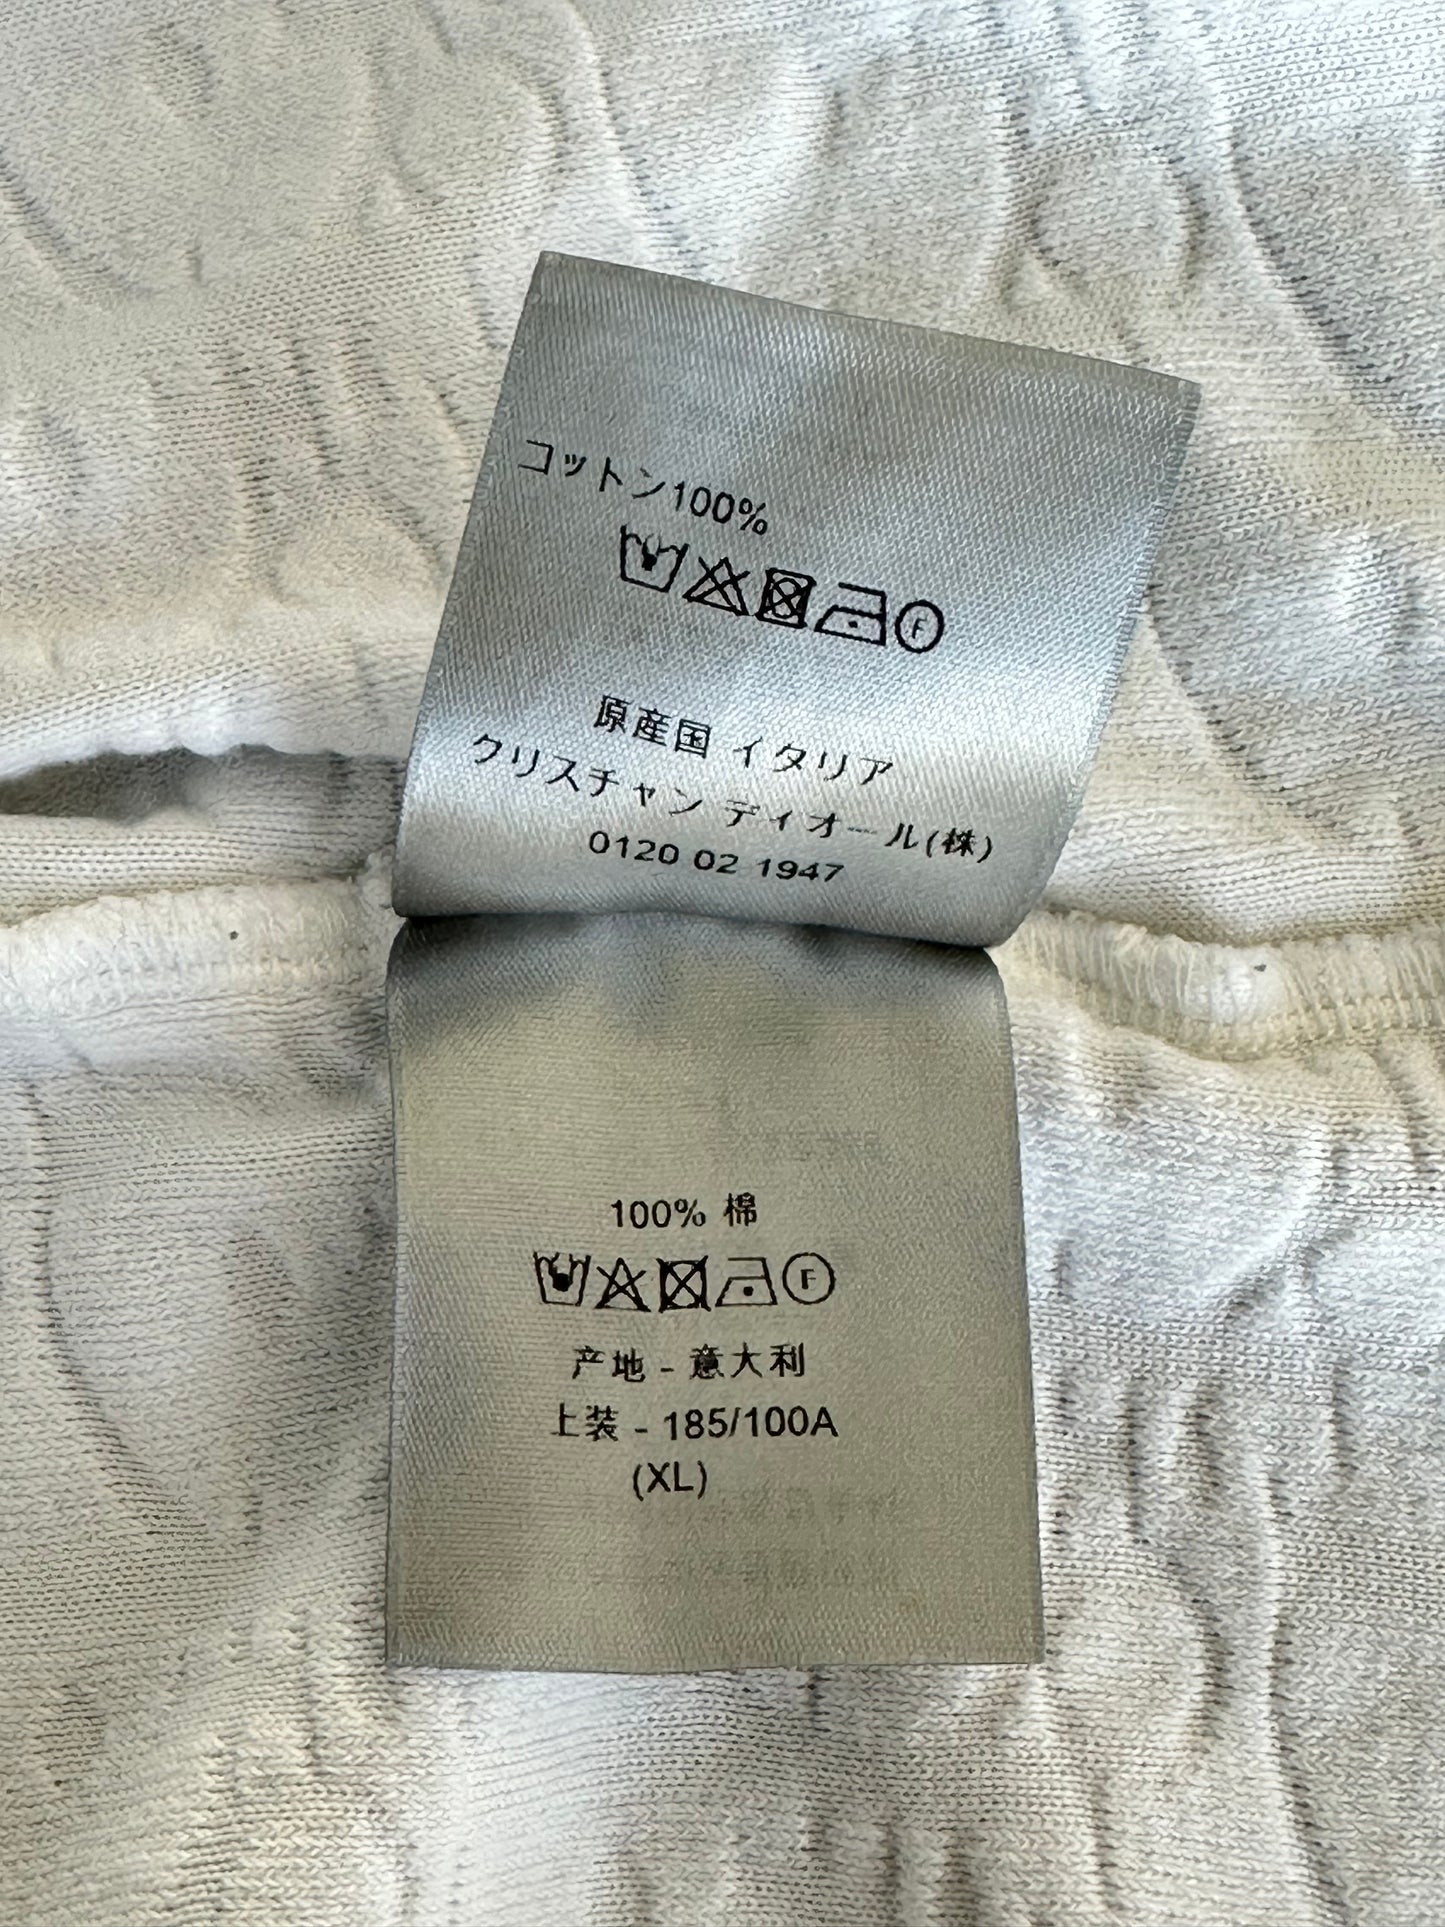 コットン100%
F
原産国 イタリア
クリスチャン ディオール(株)
0120 02 1947
100% 棉
F
产地 - 意大利
上装 - 185/100A
(XL)